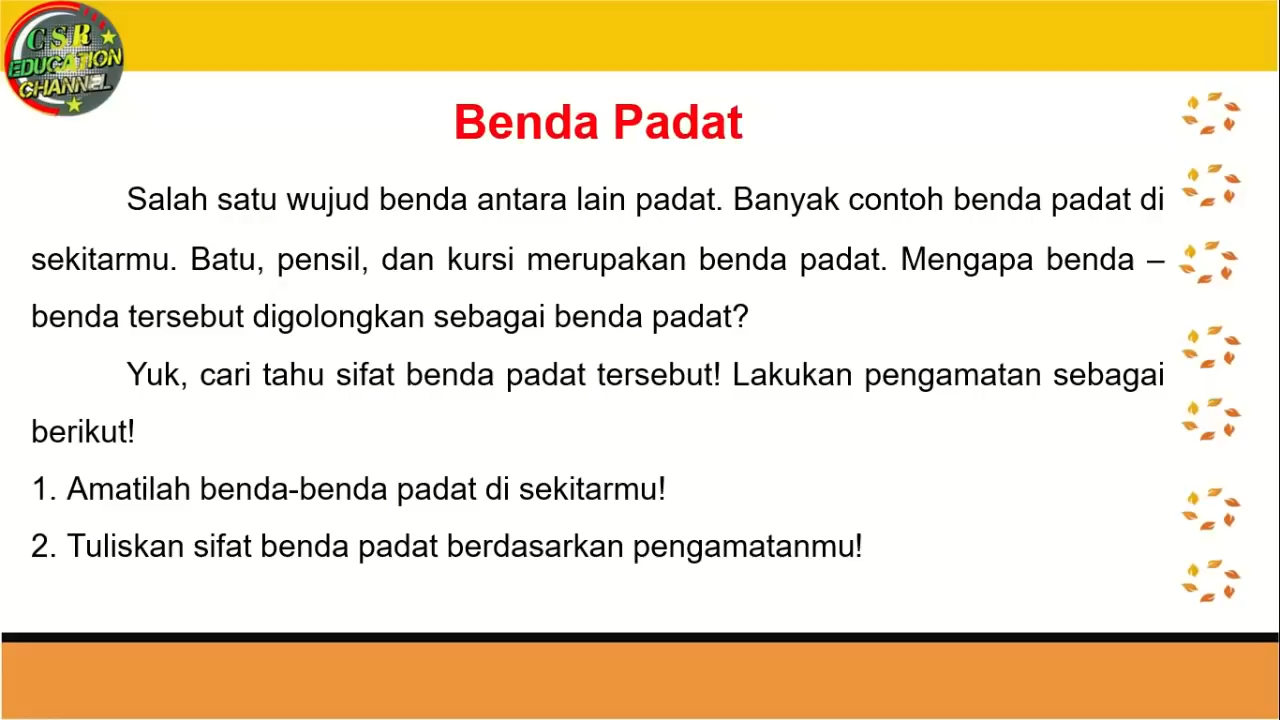 CSR
EDUCATION
CHANNEL
Benda Padat
Salah satu wujud benda antara lain padat. Banyak contoh benda padat di
sekitarmu. Batu, pensil, dan kursi merupakan benda padat. Mengapa benda –
benda tersebut digolongkan sebagai benda padat?
Yuk, cari tahu sifat benda padat tersebut! Lakukan pengamatan sebagai
berikut!
1. Amatilah benda-benda padat di sekitarmu!
2. Tuliskan sifat benda padat berdasarkan pengamatanmu!